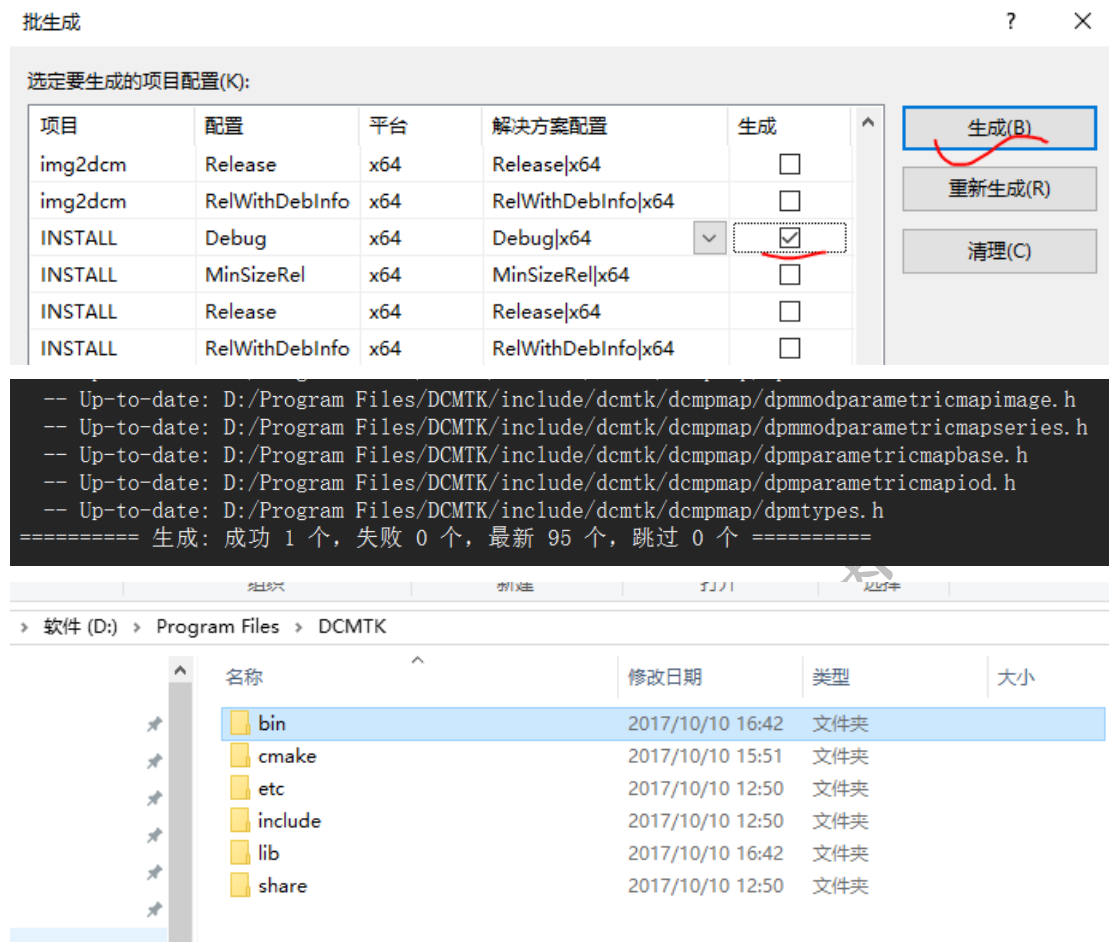 批生成 ?
选定要生成的项目配置(K):
项目 配置 平台 解决方案配置 生成
img2dcm Release x64 Release|x64
img2dcm RelWithDebInfo x64 RelWithDebInfo|x64
INSTALL Debug x64 Debug|x64
INSTALL MinSizeRel x64 MinSizeRel|x64
INSTALL Release x64 Release|x64
INSTALL RelWithDebInfo x64 RelWithDebInfo|x64
生成(B)
重新生成(R)
清理(C)
-- Up-to-date: D:/Program Files/DCMTK/include/dcmtk/dcmpmap/dpmmodparametricmapimage.h
-- Up-to-date: D:/Program Files/DCMTK/include/dcmtk/dcmpmap/dpmmodparametricmapseries.h
-- Up-to-date: D:/Program Files/DCMTK/include/dcmtk/dcmpmap/dpmparametricmapbase.h
-- Up-to-date: D:/Program Files/DCMTK/include/dcmtk/dcmpmap/dpmparametricmapiod.h
-- Up-to-date: D:/Program Files/DCMTK/include/dcmtk/dcmpmap/dpmtypes.h
========== 生成: 成功 1 个，失败 0 个，最新 95 个，跳过 0 个 ==========
组织 新建 打开 选择
› 软件 (D:) › Program Files › DCMTK
名称 修改日期 类型 大小
bin 2017/10/10 16:42 文件夹
cmake 2017/10/10 15:51 文件夹
etc 2017/10/10 12:50 文件夹
include 2017/10/10 12:50 文件夹
lib 2017/10/10 16:42 文件夹
share 2017/10/10 12:50 文件夹